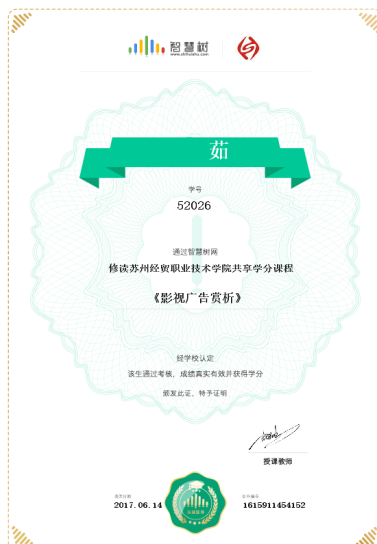 智慧树
www.zhihuishu.com
茹
学号
52026
通过智慧树网
修读苏州经贸职业技术学院共享学分课程
《影视广告赏析》
经学校认定
该生通过考核，成绩真实有效并获得学分
颁发此证，特予证明
授课教师
2017.06.14
1615911454152